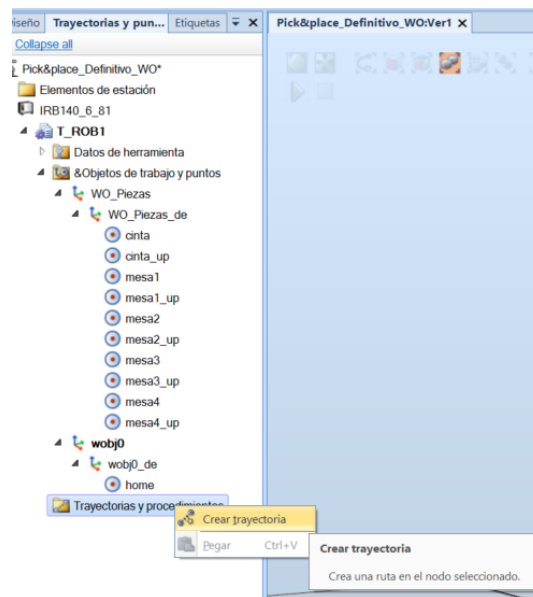 iseño Trayectorias y pun... Etiquetas
Pick&place_Definitivo_WO:Ver1
Collapse all
Pick&place_Definitivo_WO*
Elementos de estación
IRB140_6_81
T_ROB1
Datos de herramienta
&Objetos de trabajo y puntos
WO_Piezas
WO_Piezas_de
cinta
cinta_up
mesa1
mesa1_up
mesa2
mesa2_up
mesa3
mesa3_up
mesa4
mesa4_up
wobj0
wobj0_de
home
Trayectorias y procedimientos
Crear trayectoria
Pegar Ctrl+V
Crear trayectoria
Crea una ruta en el nodo seleccionado.